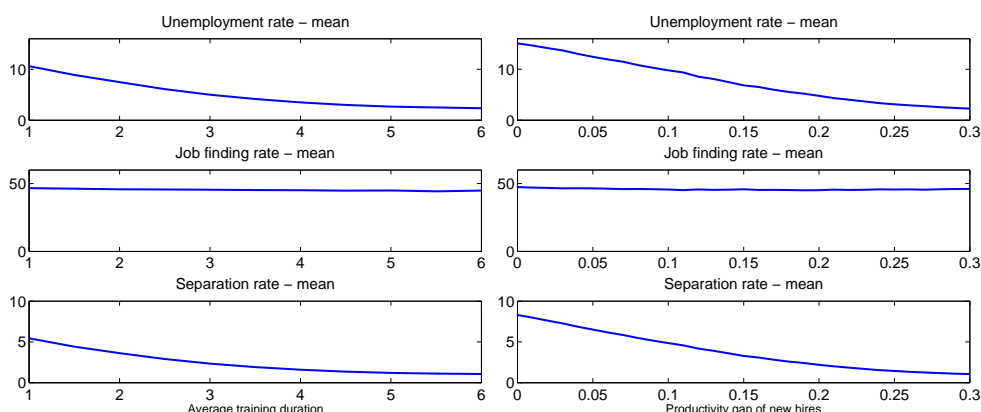 Unemployment rate – mean
10
0
1 2 3 4 5 6
Job finding rate – mean
50
0
1 2 3 4 5 6
Separation rate – mean
10
5
0
1 2 3 4 5 6
Average training duration
Unemployment rate – mean
10
0
0 0.05 0.1 0.15 0.2 0.25 0.3
Job finding rate – mean
50
0
0 0.05 0.1 0.15 0.2 0.25 0.3
Separation rate – mean
10
5
0
0 0.05 0.1 0.15 0.2 0.25 0.3
Productivity gap of new hires